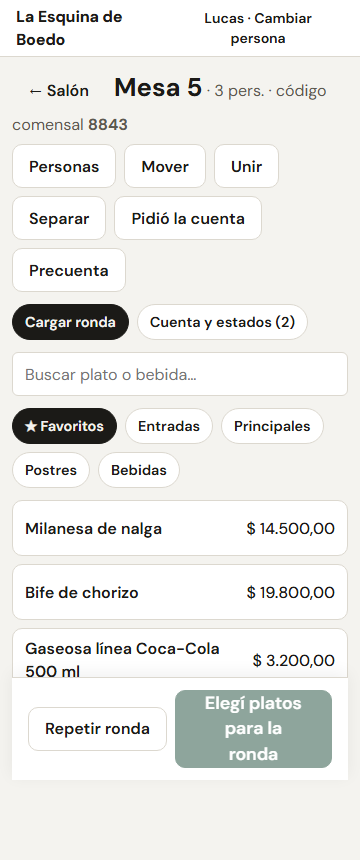 La Esquina de
Boedo
Lucas · Cambiar
persona
← Salón
Mesa 5 · 3 pers. · código
comensal 8843
Personas
Mover
Unir
Separar
Pidió la cuenta
Precuenta
Cargar ronda
Cuenta y estados (2)
Buscar plato o bebida...
★ Favoritos
Entradas
Principales
Postres
Bebidas
Milanesa de nalga
$ 14.500,00
Bife de chorizo
$ 19.800,00
Gaseosa línea Coca-Cola
500 ml
$ 3.200,00
Repetir ronda
Elegí platos
para la
ronda